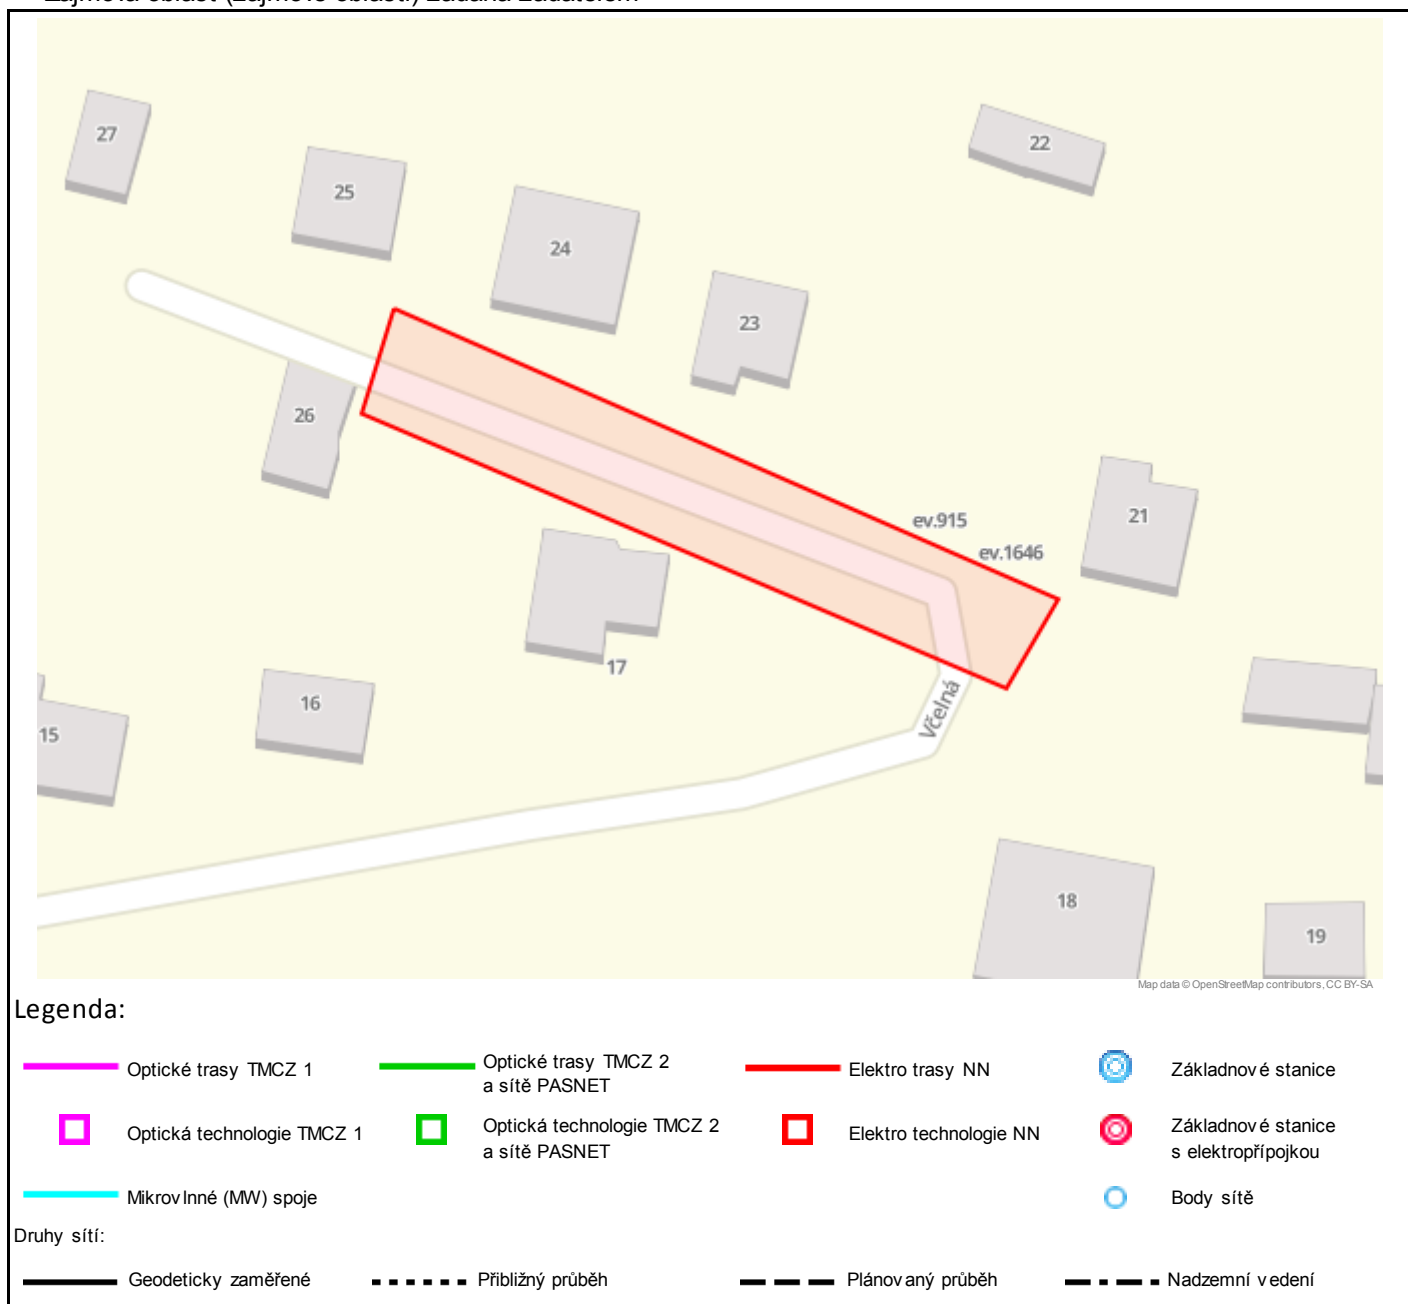 27
22
25
24
23
26
ev.915
21
ev.1646
17
Včelná
16
15
18
19
Map data © OpenStreetMap contributors, CC BY-SA
Legenda:
Optické trasy TMCZ 1
Optické trasy TMCZ 2
a sítě PASNET
Elektro trasy NN
Základnové stanice
Optická technologie TMCZ 1
Optická technologie TMCZ 2
a sítě PASNET
Elektro technologie NN
Základnové stanice
s elektropřípojkou
Mikrovlnné (MW) spoje
Body sítě
Druhy sítí:
Geodeticky zaměřené
Přibližný průběh
Plánovaný průběh
Nadzemní vedení